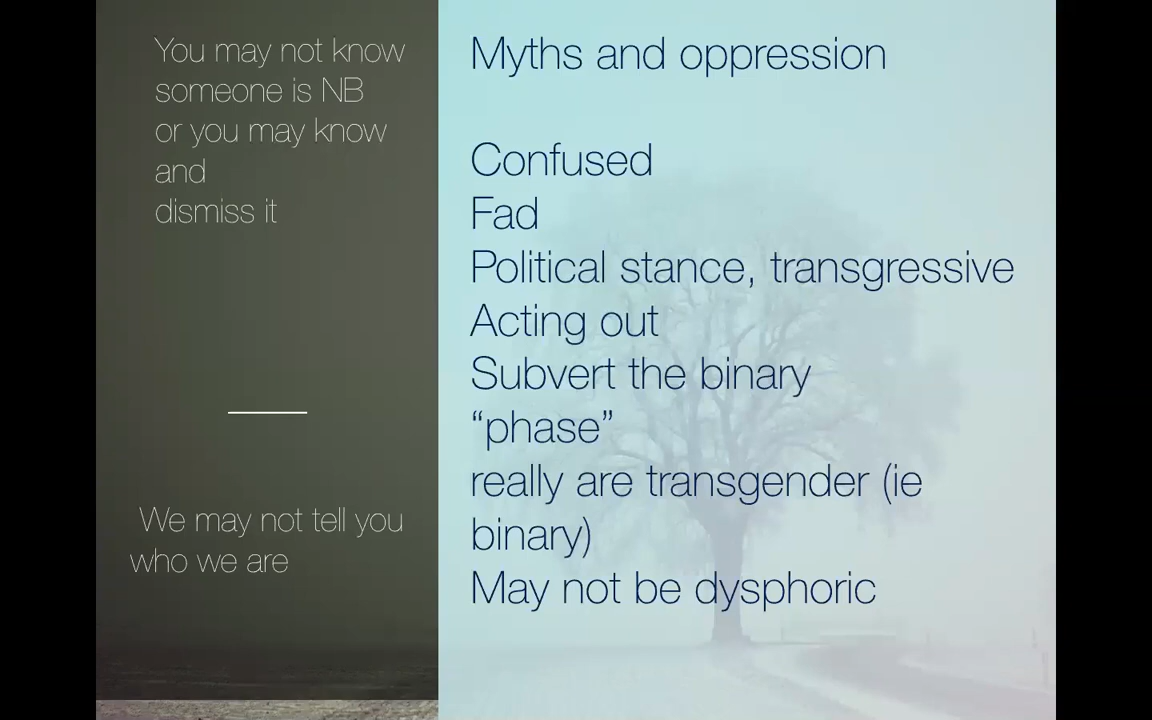 You may not know
someone is NB
or you may know
and
dismiss it
We may not tell you
who we are
Myths and oppression
Confused
Fad
Political stance, transgressive
Acting out
Subvert the binary
“phase”
really are transgender (ie
binary)
May not be dysphoric